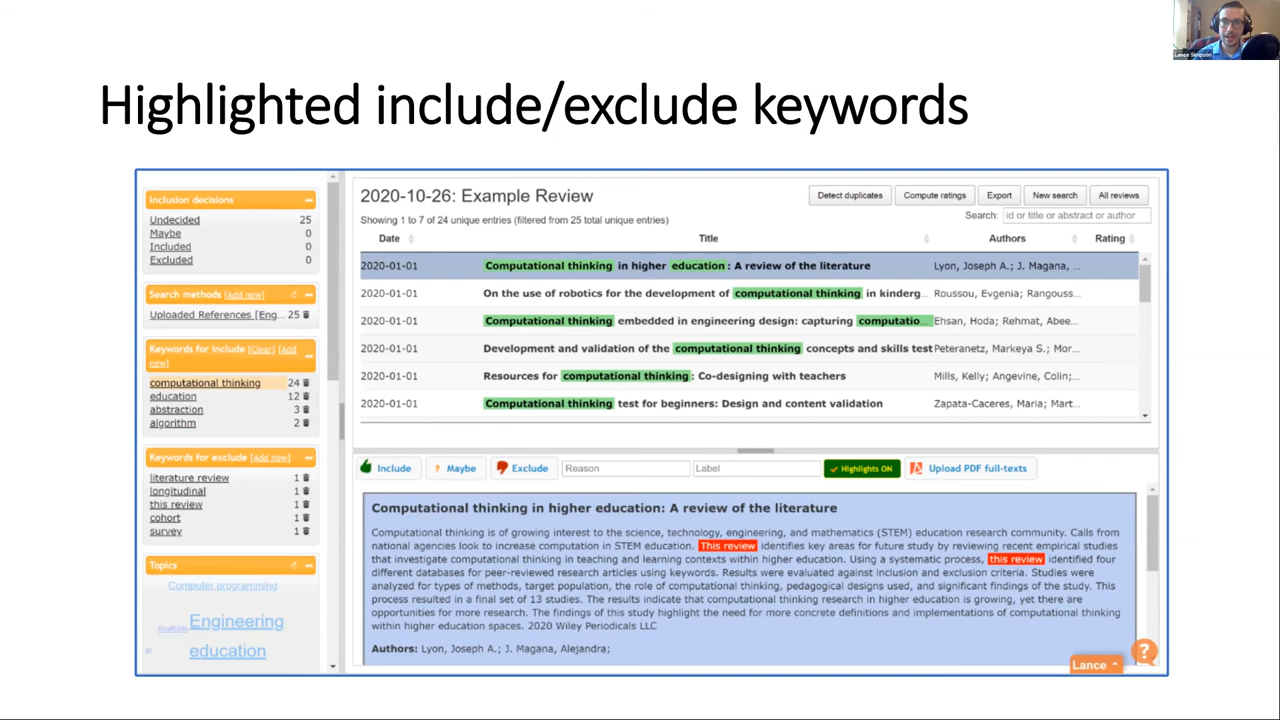 Lance Simpson
Highlighted include/exclude keywords
Inclusion decisions
Undecided 25
Maybe 0
Included 0
Excluded 0
Search methods [Add new]
Uploaded References [Eng... 25
Keywords for include [Clear] [Add
new]
computational thinking 24
education 12
abstraction 3
algorithm 2
Keywords for exclude [Add new]
literature review 1
longitudinal 1
this review 1
cohort 1
survey 1
Topics
Computer programming
Engineering
education
2020-10-26: Example Review
Detect duplicates Compute ratings Export New search All reviews
Showing 1 to 7 of 24 unique entries (filtered from 25 total unique entries)
Search: id or title or abstract or author
Date Title Authors Rating
2020-01-01 Computational thinking in higher education: A review of the literature Lyon, Joseph A.; J. Magana, ...
2020-01-01 On the use of robotics for the development of computational thinking in kinderg... Roussou, Evgenia; Rangouss...
2020-01-01 Computational thinking embedded in engineering design: capturing computatio... Ehsan, Hoda; Rehmat, Abee...
2020-01-01 Development and validation of the computational thinking concepts and skills test Peteranetz, Markeya S.; Mor...
2020-01-01 Resources for computational thinking: Co-designing with teachers Mills, Kelly; Angevine, Colin;...
2020-01-01 Computational thinking test for beginners: Design and content validation Zapata-Caceres, Maria; Mart...
Include ? Maybe Exclude Reason Label Highlights ON Upload PDF full-texts
Computational thinking in higher education: A review of the literature
Computational thinking is of growing interest to the science, technology, engineering, and mathematics (STEM) education research community. Calls from
national agencies look to increase computation in STEM education. This review identifies key areas for future study by reviewing recent empirical studies
that investigate computational thinking in teaching and learning contexts within higher education. Using a systematic process, this review identified four
different databases for peer-reviewed research articles using keywords. Results were evaluated against inclusion and exclusion criteria. Studies were
analyzed for types of methods, target population, the role of computational thinking, pedagogical designs used, and significant findings of the study. This
process resulted in a final set of 13 studies. The results indicate that computational thinking research in higher education is growing, yet there are
opportunities for more research. The findings of this study highlight the need for more concrete definitions and implementations of computational thinking
within higher education spaces. 2020 Wiley Periodicals LLC
Authors: Lyon, Joseph A.; J. Magana, Alejandra;
Lance
?